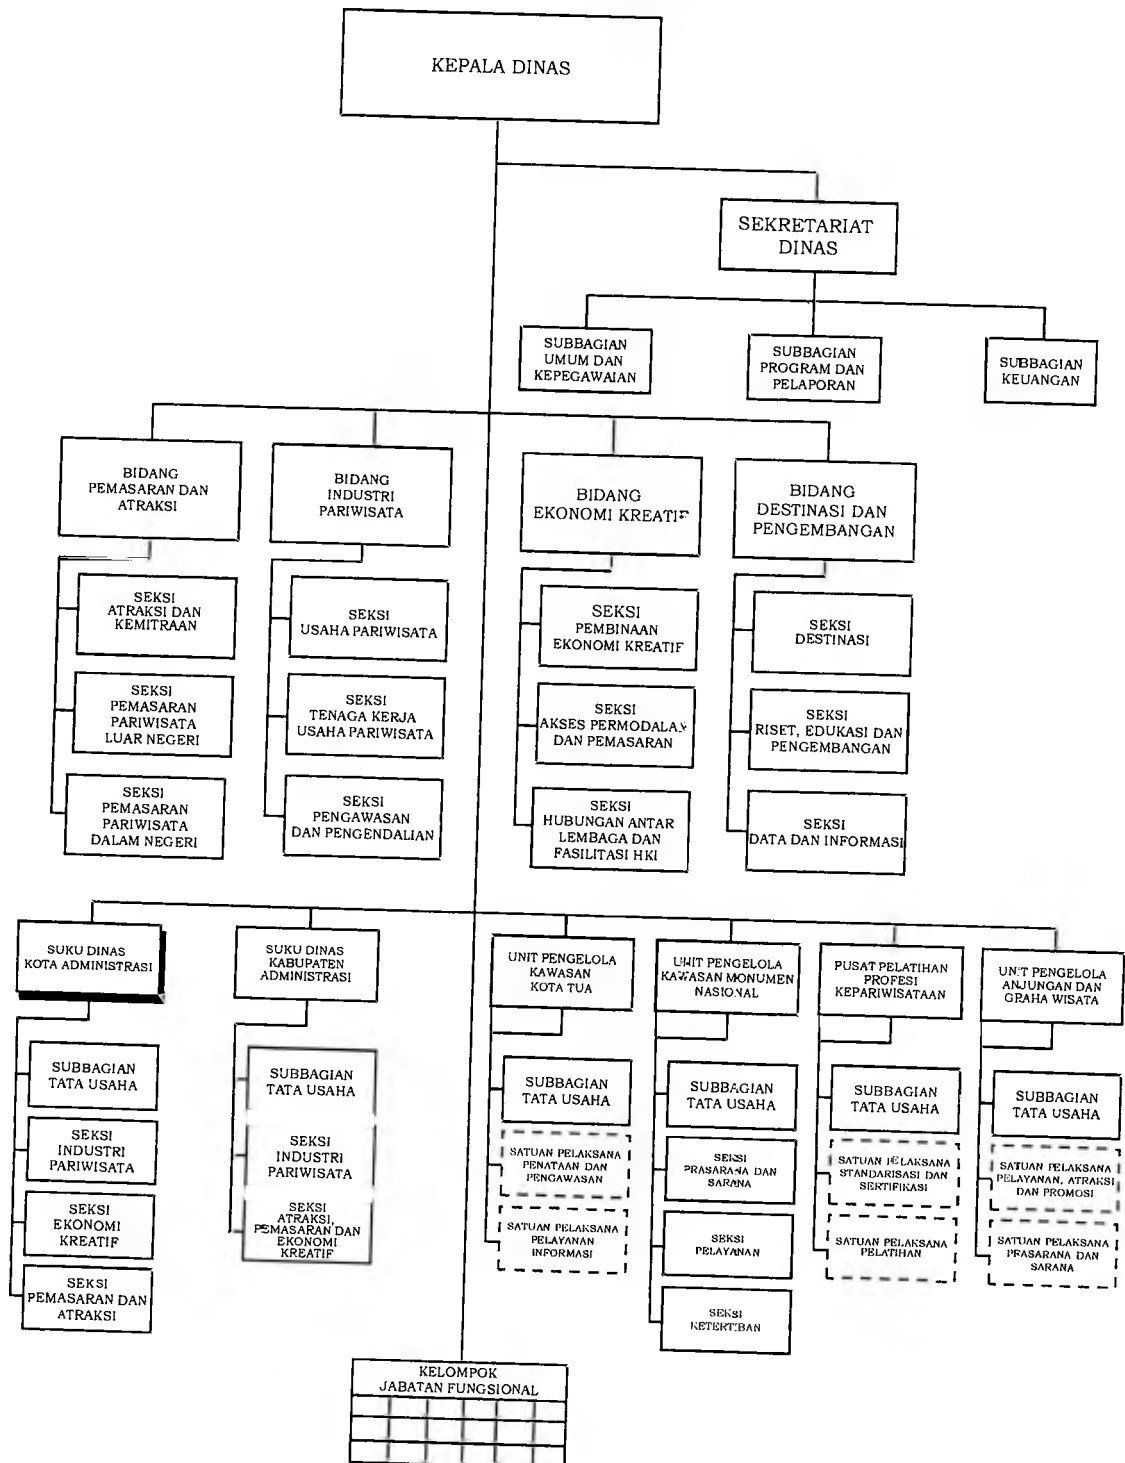 KEPALA DINAS
SEKRETARIAT
DINAS
SUBBAGIAN
UMUM DAN
KEPEGAWAIAN
SUBBAGIAN
PROGRAM DAN
PELAPORAN
SUBBAGIAN
KEUANGAN
BIDANG
PEMASARAN DAN
ATRAKSI
BIDANG
INDUSTRI
PARIWISATA
BIDANG
EKONOMI KREATIF
BIDANG
DESTINASI DAN
PENGEMBANGAN
SEKSI
ATRAKSI DAN
KEMITRAAN
SEKSI
PEMASARAN
PARIWISATA
LUAR NEGERI
SEKSI
PEMASARAN
PARIWISATA
DALAM NEGERI
SEKSI
USAHA PARIWISATA
SEKSI
TENAGA KERJA
USAHA PARIWISATA
SEKSI
PENGAWASAN
DAN PENGENDALIAN
SEKSI
PEMBINAAN
EKONOMI KREATIF
SEKSI
AKSES PERMODALAN
DAN PEMASARAN
SEKSI
HUBUNGAN ANTAR
LEMBAGA DAN
FASILITASI HKI
SEKSI
DESTINASI
SEKSI
RISET, EDUKASI DAN
PENGEMBANGAN
SEKSI
DATA DAN INFORMASI
SUKU DINAS
KOTA ADMINISTRASI
SUBBAGIAN
TATA USAHA
SEKSI
INDUSTRI
PARIWISATA
SEKSI
EKONOMI
KREATIF
SEKSI
PEMASARAN DAN
ATRAKSI
SUKU DINAS
KABUPATEN
ADMINISTRASI
SUBBAGIAN
TATA USAHA
SEKSI
INDUSTRI
PARIWISATA
SEKSI
ATRAKSI,
PEMASARAN DAN
EKONOMI
KREATIF
UNIT PENGELOLA
KAWASAN
KOTA TUA
SUBBAGIAN
TATA USAHA
SATUAN PELAKSANA
PENATAAN DAN
PENGAWASAN
SATUAN PELAKSANA
PELAYANAN
INFORMASI
UNIT PENGELOLA
KAWASAN MONUMEN
NASIONAL
SUBBAGIAN
TATA USAHA
SEKSI
PRASARANA DAN
SARANA
SEKSI
PELAYANAN
SEKSI
KETERTIBAN
PUSAT PELATIHAN
PROFESI
KEPARIWISATAAN
SUBBAGIAN
TATA USAHA
SATUAN PELAKSANA
STANDARISASI DAN
SERTIFIKASI
SATUAN PELAKSANA
PELATIHAN
UNIT PENGELOLA
ANJUNGAN DAN
GRAHA WISATA
SUBBAGIAN
TATA USAHA
SATUAN PELAKSANA
PELAYANAN, ATRAKSI
DAN PROMOSI
SATUAN PELAKSANA
PRASARANA DAN
SARANA
KELOMPOK
JABATAN FUNGSIONAL